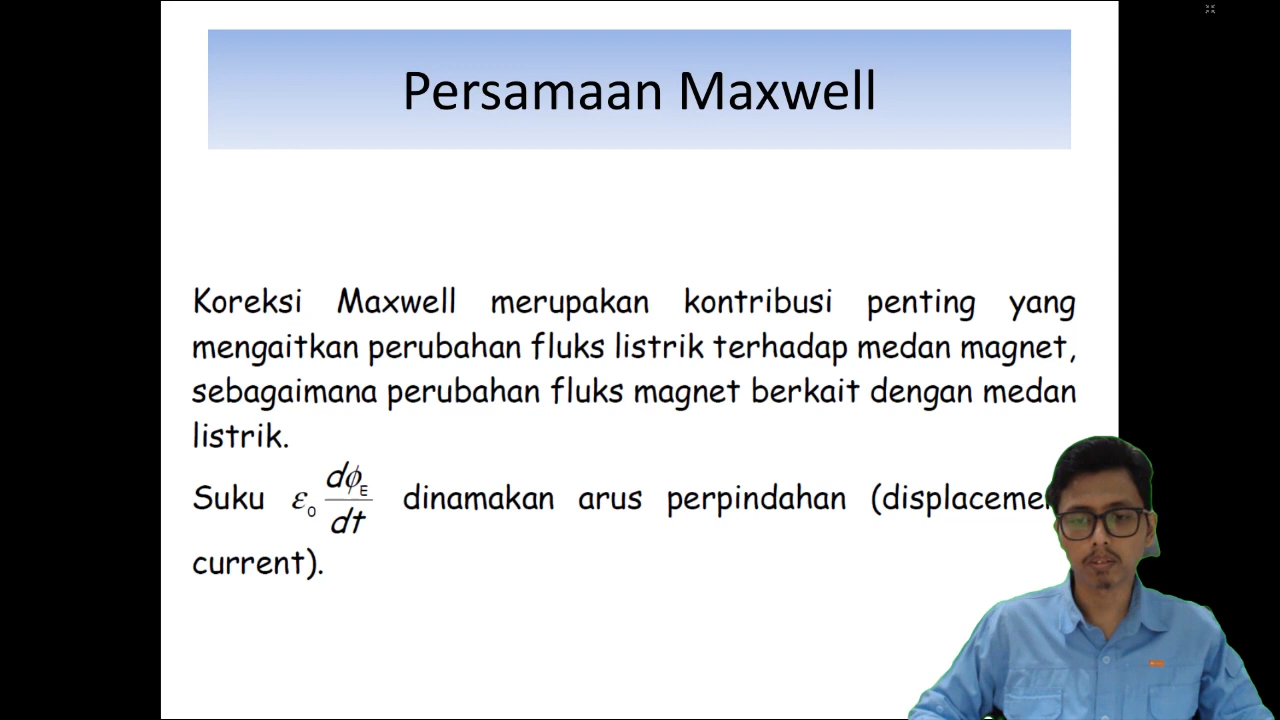 Persamaan Maxwell
Koreksi Maxwell merupakan kontribusi penting yang
mengaitkan perubahan fluks listrik terhadap medan magnet,
sebagaimana perubahan fluks magnet berkait dengan medan
listrik.
Suku ε₀ dϕ_E/dt dinamakan arus perpindahan (displacemen
current).